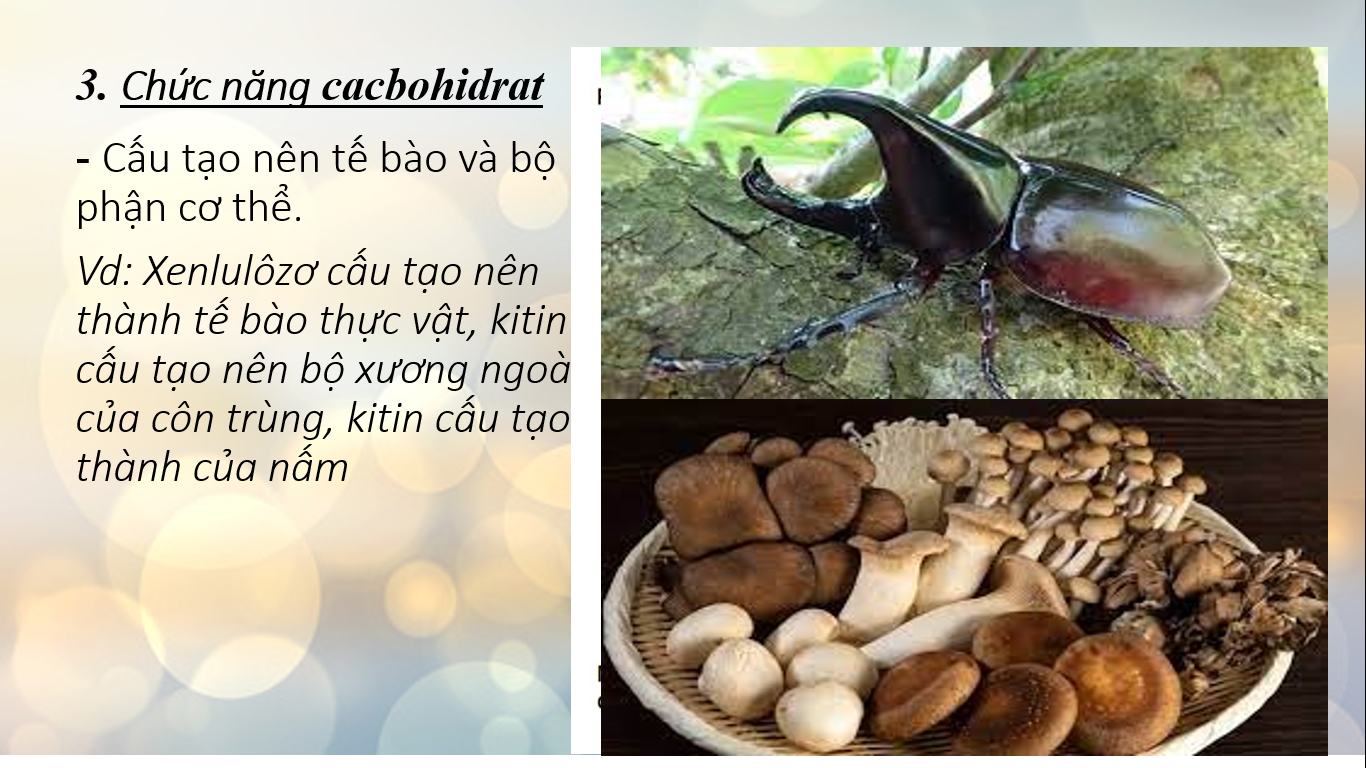 3. Chức năng cacbohidrat
- Cấu tạo nên tế bào và bộ
phận cơ thể.
Vd: Xenlulôzơ cấu tạo nên
thành tế bào thực vật, kitin
cấu tạo nên bộ xương ngoà
của côn trùng, kitin cấu tạo
thành của nấm